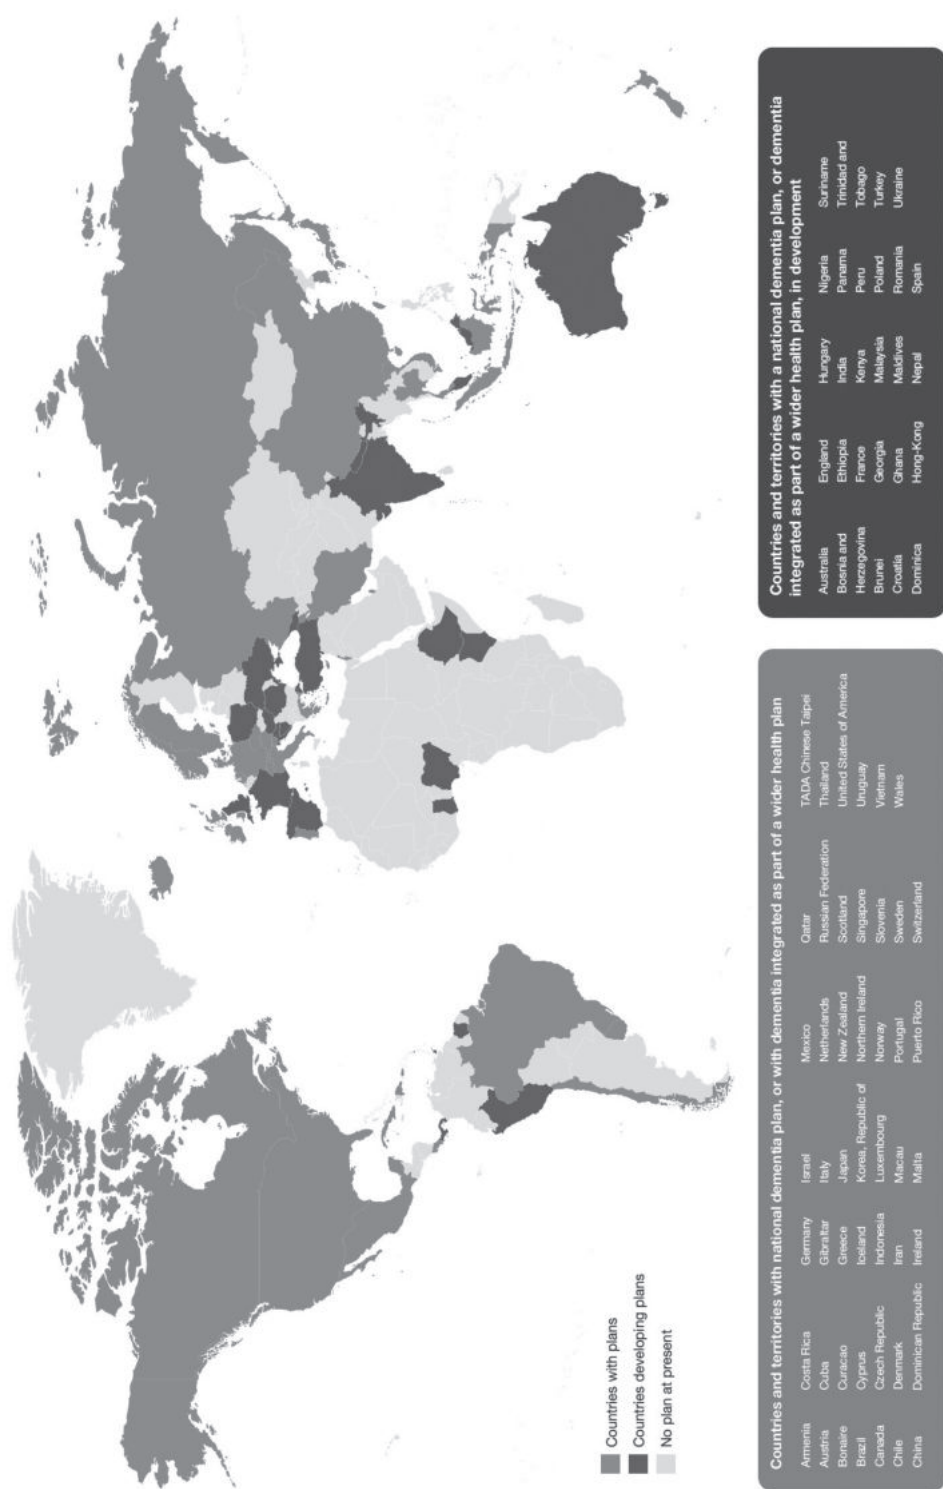 Countries with plans
Countries developing plans
No plan at present
Countries and territories with national dementia plan, or with dementia integrated as part of a wider health plan
Armenia
Austria
Bonaire
Brazil
Canada
Chile
China
Costa Rica
Cuba
Curacao
Cyprus
Czech Republic
Denmark
Dominican Republic
Germany
Gibraltar
Greece
Iceland
Indonesia
Iran
Ireland
Israel
Italy
Japan
Korea, Republic of
Luxembourg
Macau
Malta
Mexico
Netherlands
New Zealand
Northern Ireland
Norway
Portugal
Puerto Rico
Qatar
Russian Federation
Scotland
Singapore
Slovenia
Sweden
Switzerland
TADA Chinese Taipei
Thailand
United States of America
Uruguay
Vietnam
Wales
Countries and territories with a national dementia plan, or dementia
integrated as part of a wider health plan, in development
Australia
Bosnia and
Herzegovina
Brunei
Croatia
Dominica
England
Ethiopia
France
Georgia
Ghana
Hong-Kong
Hungary
India
Kenya
Malaysia
Maldives
Nepal
Nigeria
Panama
Peru
Poland
Romania
Spain
Suriname
Trinidad and
Tobago
Turkey
Ukraine